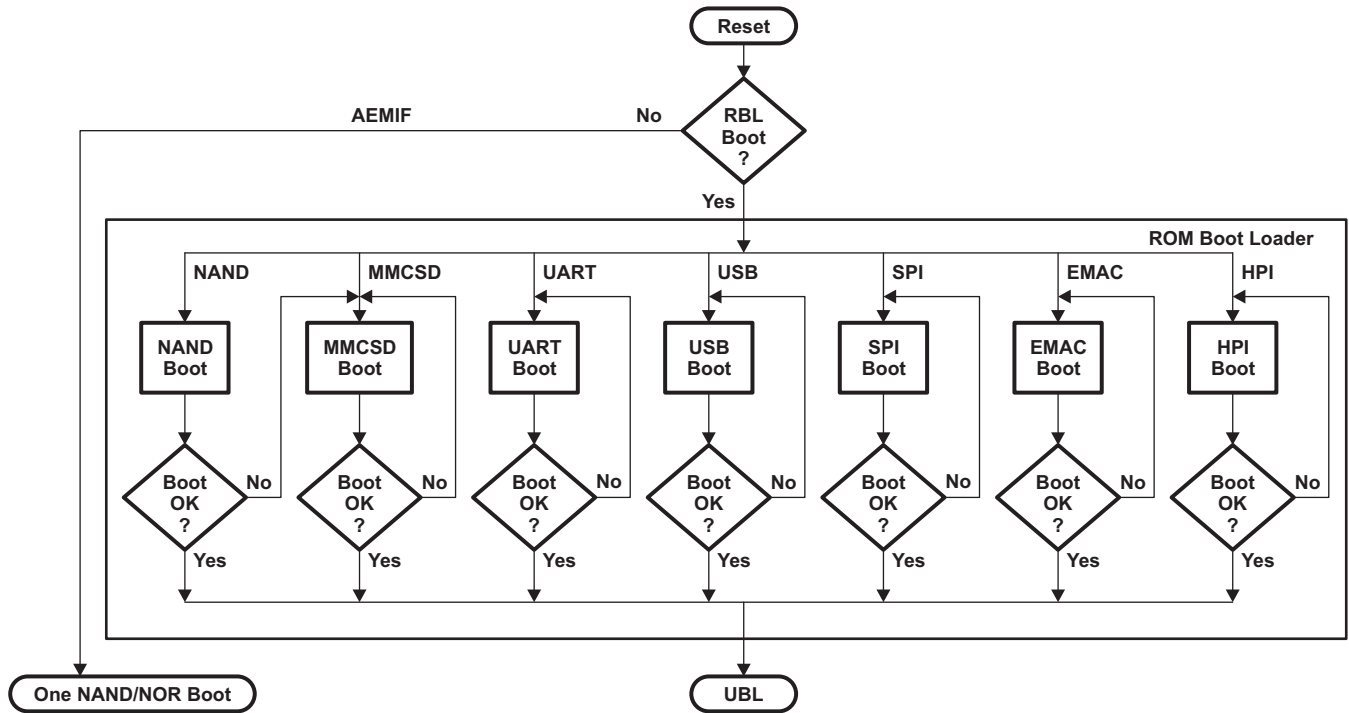 Reset
RBL
Boot
?
AEMIF
No
Yes
ROM Boot Loader
NAND
MMCSD
UART
USB
SPI
EMAC
HPI
NAND
Boot
MMCSD
Boot
UART
Boot
USB
Boot
SPI
Boot
EMAC
Boot
HPI
Boot
Boot
OK
?
No
Boot
OK
?
No
Boot
OK
?
No
Boot
OK
?
No
Boot
OK
?
No
Boot
OK
?
No
Boot
OK
?
No
Yes
Yes
Yes
Yes
Yes
Yes
Yes
One NAND/NOR Boot
UBL